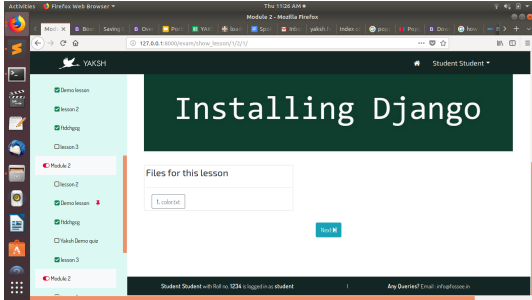 Activities
Firefox Web Browser
Thu 11:26 AM
Module 2 - Mozilla Firefox
127.0.0.1:8000/exam/show_lesson/1/2/1/
YAKSH
Student Student
Demo lesson
lesson 2
lesson 3
Module 2
lesson 2
Demo lesson
Yaksh Demo quiz
lesson 3
Module 2
Installing Django
Files for this lesson
1. color.txt
Next
Student Student with Roll no. 1234 is logged in as student
Any Queries? Email : info@fossee.in